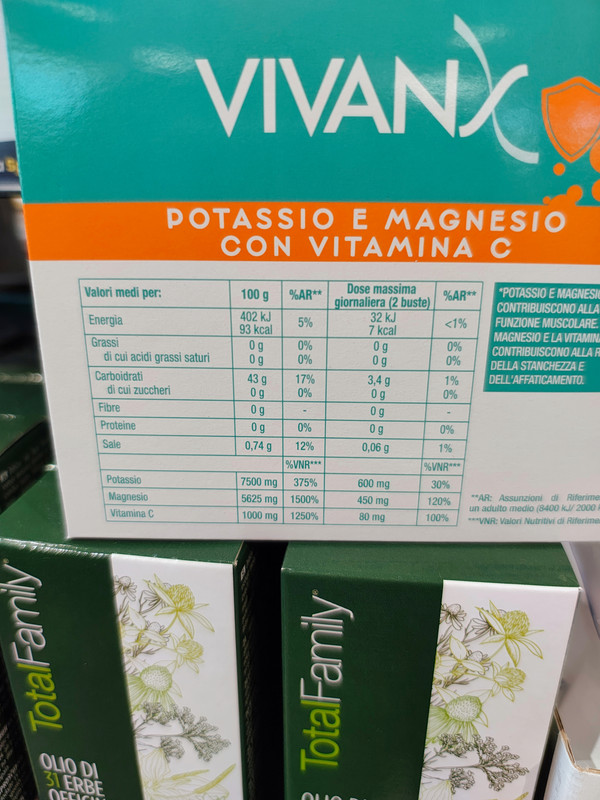 VIVANX
POTASSIO E MAGNESIO
CON VITAMINA C
Valori medi per: 100 g %AR** Dose massima giornaliera (2 buste) %AR**
Energia 402 kJ 93 kcal 5% 32 kJ 7 kcal <1%
Grassi 0 g 0% 0 g 0%
di cui acidi grassi saturi 0 g 0% 0 g 0%
Carboidrati 43 g 17% 3,4 g 1%
di cui zuccheri 0 g 0% 0 g 0%
Fibre 0 g - 0 g -
Proteine 0 g 0% 0 g 0%
Sale 0,74 g 12% 0,06 g 1%
%VNR*** %VNR***
Potassio 7500 mg 375% 600 mg 30%
Magnesio 5625 mg 1500% 450 mg 120%
Vitamina C 1000 mg 1250% 80 mg 100%
*POTASSIO E MAGNESI
CONTRIBUISCONO ALLA
FUNZIONE MUSCOLARE.
MAGNESIO E LA VITAMIN
CONTRIBUISCONO ALLA R
DELLA STANCHEZZA E
DELL'AFFATICAMENTO.
**AR: Assunzioni di Riferime
un adulto medio (8400 kJ/ 2000
***VNR: Valori Nutritivi di Riferime
TotalFamily
OLIO DI
31 ERBE
TotalFamily